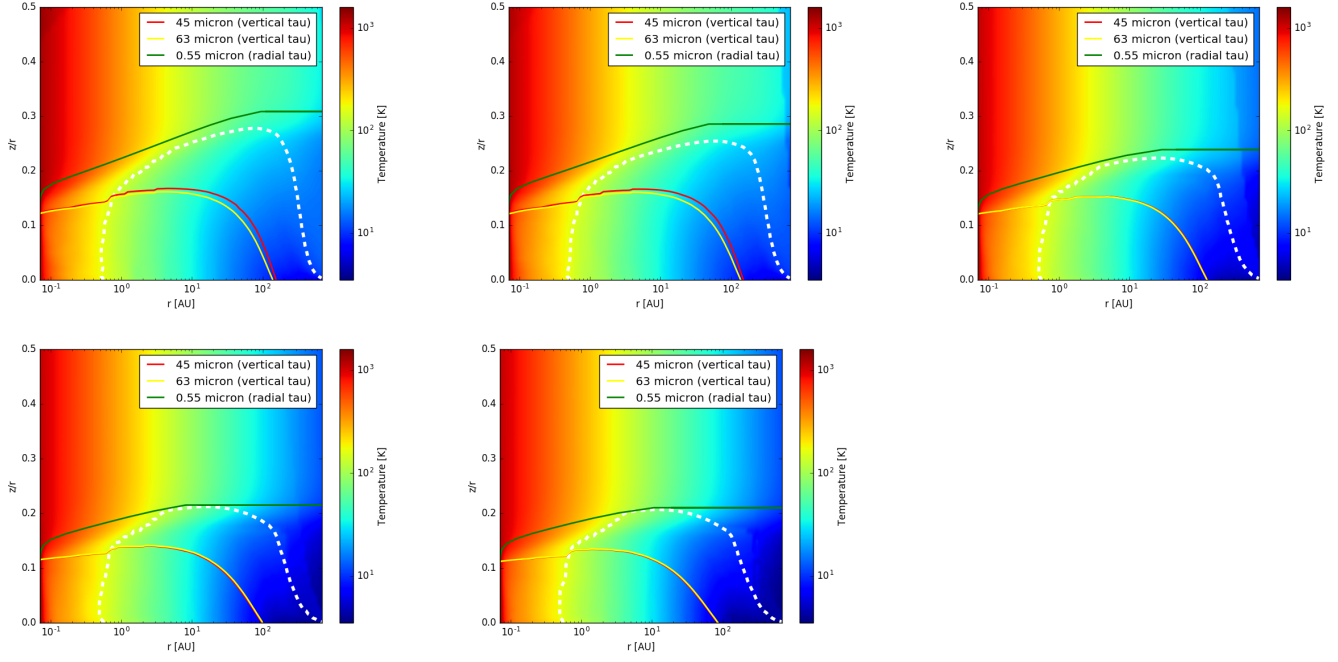 0.5
0.4
0.3
0.2
0.1
0.0
z/r
45 micron (vertical tau)
63 micron (vertical tau)
0.55 micron (radial tau)
10^-1 10^0 10^1 10^2
r [AU]
10^3
10^2
10^1
Temperature [K]
0.5
0.4
0.3
0.2
0.1
0.0
z/r
45 micron (vertical tau)
63 micron (vertical tau)
0.55 micron (radial tau)
10^-1 10^0 10^1 10^2
r [AU]
10^3
10^2
10^1
Temperature [K]
0.5
0.4
0.3
0.2
0.1
0.0
z/r
45 micron (vertical tau)
63 micron (vertical tau)
0.55 micron (radial tau)
10^-1 10^0 10^1 10^2
r [AU]
10^3
10^2
10^1
Temperature [K]
0.5
0.4
0.3
0.2
0.1
0.0
z/r
45 micron (vertical tau)
63 micron (vertical tau)
0.55 micron (radial tau)
10^-1 10^0 10^1 10^2
r [AU]
10^3
10^2
10^1
Temperature [K]
0.5
0.4
0.3
0.2
0.1
0.0
z/r
45 micron (vertical tau)
63 micron (vertical tau)
0.55 micron (radial tau)
10^-1 10^0 10^1 10^2
r [AU]
10^3
10^2
10^1
Temperature [K]